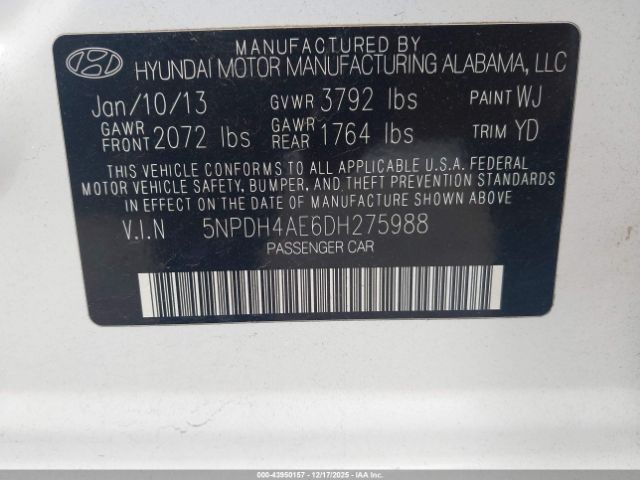 MANUFACTURED BY
HYUNDAI MOTOR MANUFACTURING ALABAMA, LLC
Jan/10/13 GVWR 3792 lbs PAINT WJ
GAWR FRONT 2072 lbs GAWR REAR 1764 lbs TRIM YD
THIS VEHICLE CONFORMS TO ALL APPLICABLE U.S.A. FEDERAL
MOTOR VEHICLE SAFETY, BUMPER, AND THEFT PREVENTION STANDARDS
IN EFFECT ON THE DATE OF MANUFACTURE SHOWN ABOVE
V.I.N 5NPDH4AE6DH275988
PASSENGER CAR
000-43950157 - 12/17/2025 - IAAI.COM